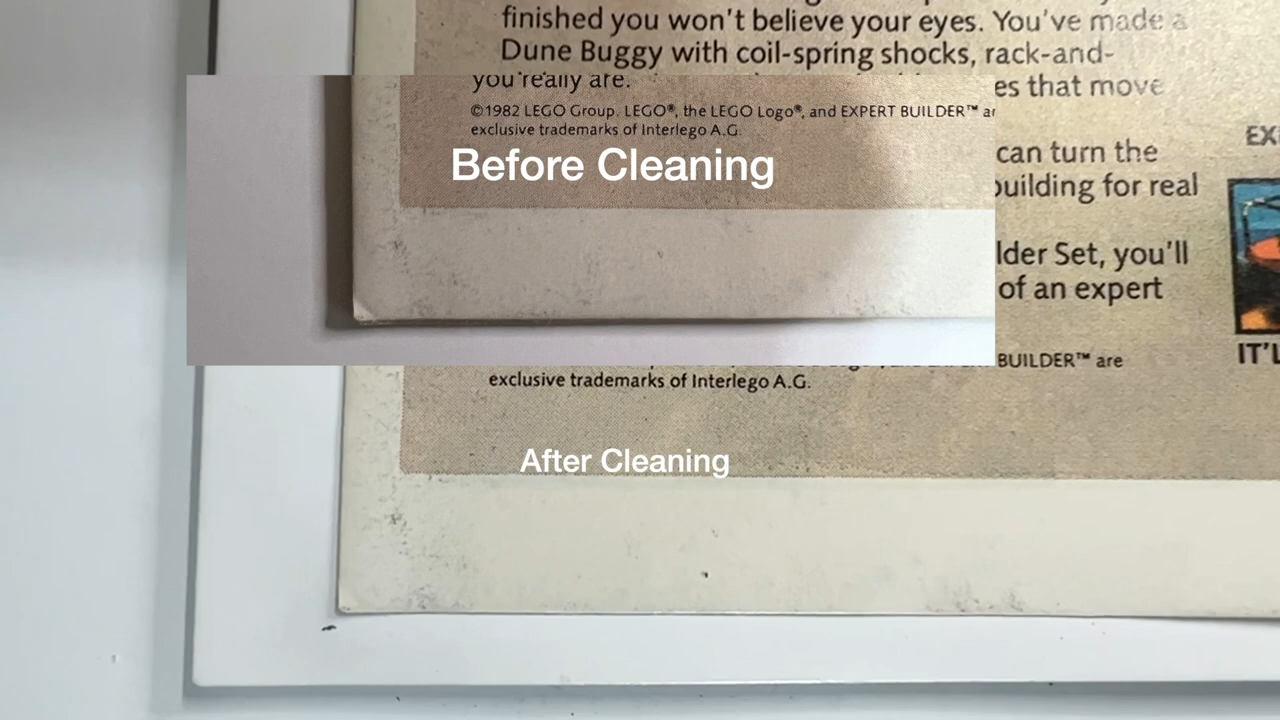 finished you won't believe your eyes. You've made a
Dune Buggy with coil-spring shocks, rack-and-
you really are.
es that move
©1982 LEGO Group. LEGO®, the LEGO Logo®, and EXPERT BUILDER™ ar
exclusive trademarks of Interlego A.G.
can turn the
Before Cleaning
building for real
lder Set, you'll
of an expert
EX
IT'L
BUILDER™ are
exclusive trademarks of Interlego A.G.
After Cleaning